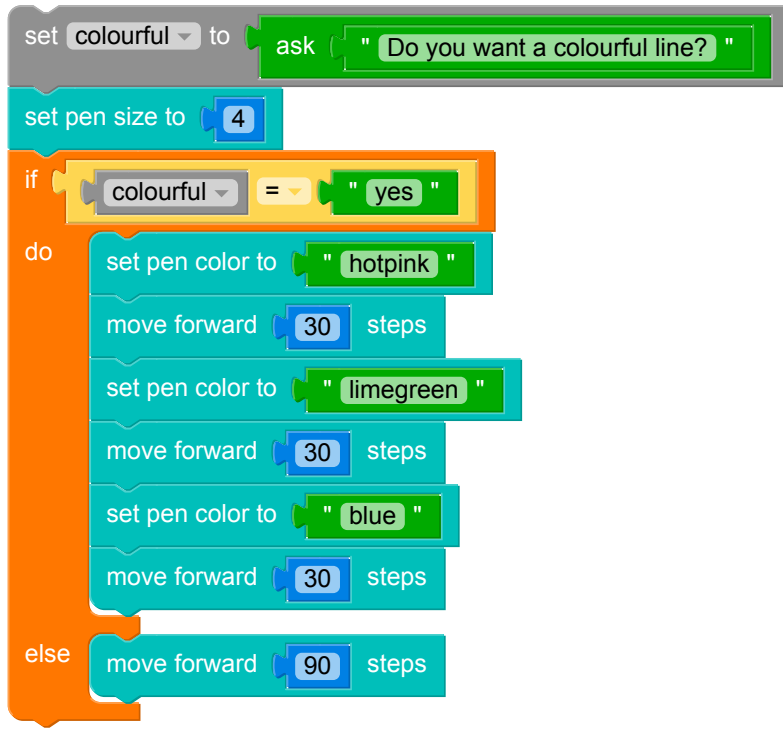 set colourful to ask " Do you want a colourful line? "
set pen size to 4
if colourful = " yes "
do set pen color to " hotpink "
move forward 30 steps
set pen color to " limegreen "
move forward 30 steps
set pen color to " blue "
move forward 30 steps
else move forward 90 steps